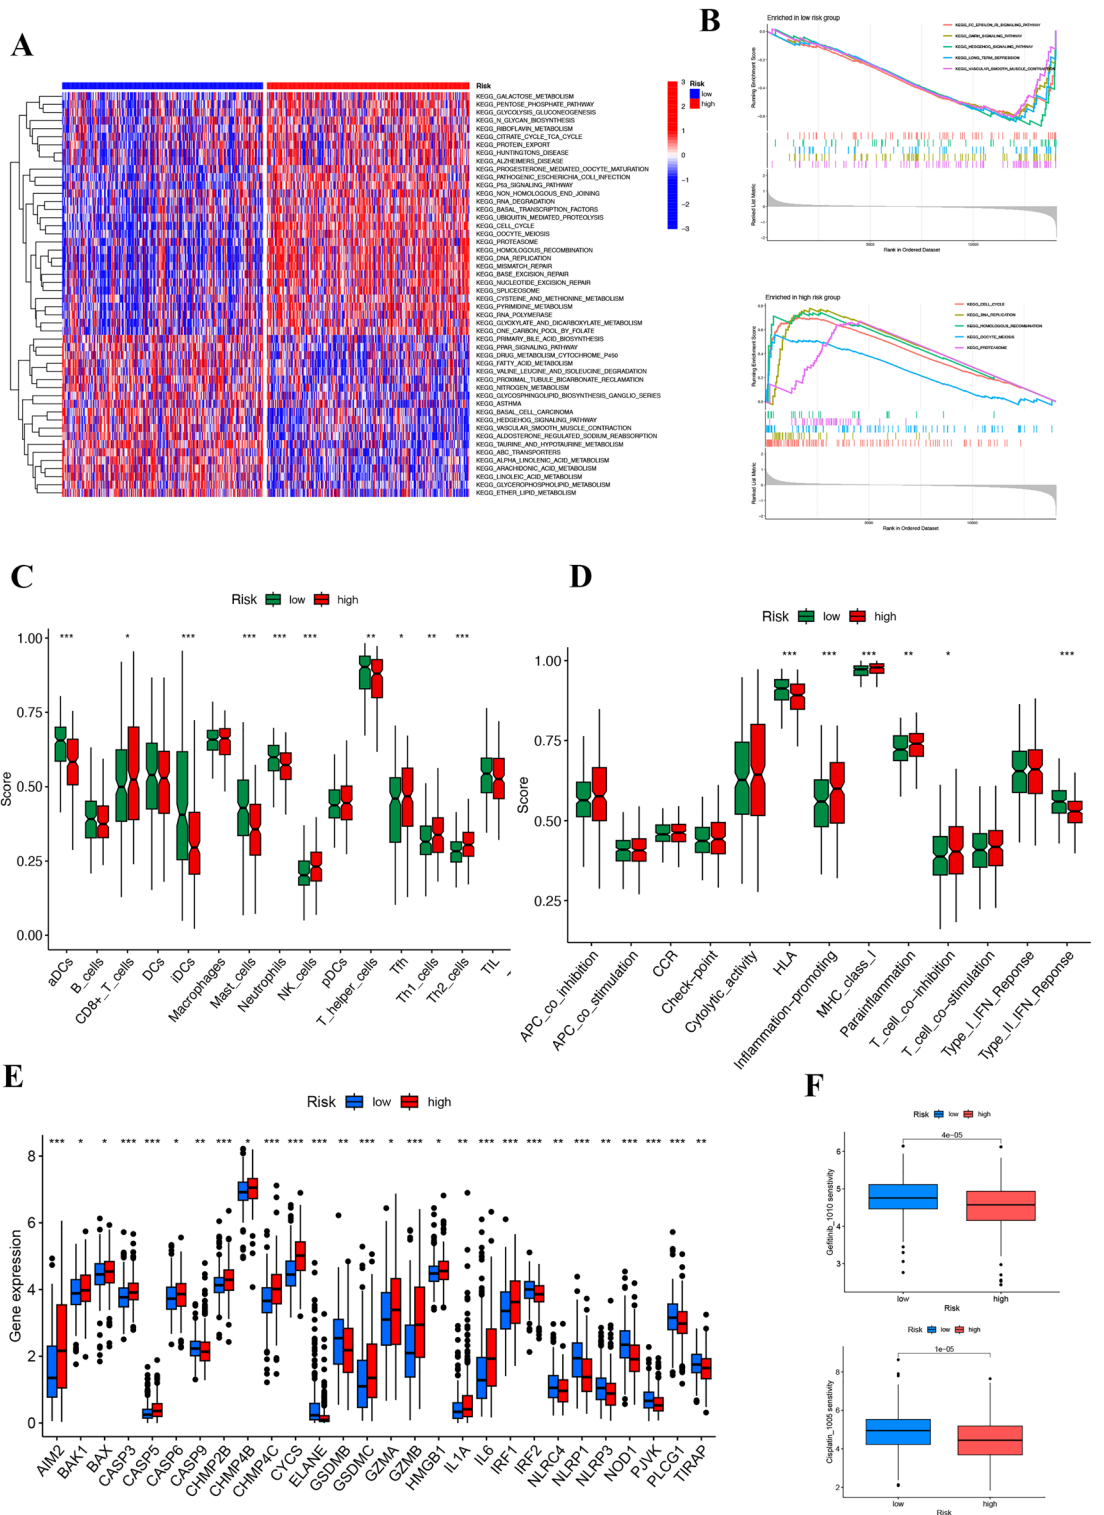 A
Risk
KEGG_GALACTOSE_METABOLISM
KEGG_PENTOSE_PHOSPHATE_PATHWAY
KEGG_GLYCOLYSIS_GLUCONEOGENESIS
KEGG_N_GLYCAN_BIOSYNTHESIS
KEGG_RIBOFLAVIN_METABOLISM
KEGG_CITRATE_CYCLE_TCA_CYCLE
KEGG_PROTEIN_EXPORT
KEGG_HUNTINGTONS_DISEASE
KEGG_ALZHEIMERS_DISEASE
KEGG_PROGESTERONE_MEDIATED_OOCYTE_MATURATION
KEGG_PATHOGENIC_ESCHERICHIA_COLI_INFECTION
KEGG_P53_SIGNALING_PATHWAY
KEGG_NON_HOMOLOGOUS_END_JOINING
KEGG_RNA_DEGRADATION
KEGG_BASAL_TRANSCRIPTION_FACTORS
KEGG_UBIQUITIN_MEDIATED_PROTEOLYSIS
KEGG_CELL_CYCLE
KEGG_OOCYTE_MEIOSIS
KEGG_PROTEASOME
KEGG_HOMOLOGOUS_RECOMBINATION
KEGG_DNA_REPLICATION
KEGG_MISMATCH_REPAIR
KEGG_BASE_EXCISION_REPAIR
KEGG_NUCLEOTIDE_EXCISION_REPAIR
KEGG_SPLICEOSOME
KEGG_CYSTEINE_AND_METHIONINE_METABOLISM
KEGG_PYRIMIDINE_METABOLISM
KEGG_RNA_POLYMERASE
KEGG_GLYOXYLATE_AND_DICARBOXYLATE_METABOLISM
KEGG_ONE_CARBON_POOL_BY_FOLATE
KEGG_PRIMARY_BILE_ACID_BIOSYNTHESIS
KEGG_PPAR_SIGNALING_PATHWAY
KEGG_DRUG_METABOLISM_CYTOCHROME_P450
KEGG_FATTY_ACID_METABOLISM
KEGG_VALINE_LEUCINE_AND_ISOLEUCINE_DEGRADATION
KEGG_PROXIMAL_TUBULE_BICARBONATE_RECLAMATION
KEGG_NITROGEN_METABOLISM
KEGG_GLYCOSPHINGOLIPID_BIOSYNTHESIS_GANGLIO_SERIES
KEGG_ASTHMA
KEGG_BASAL_CELL_CARCINOMA
KEGG_HEDGEHOG_SIGNALING_PATHWAY
KEGG_VASCULAR_SMOOTH_MUSCLE_CONTRACTION
KEGG_ALDOSTERONE_REGULATED_SODIUM_REABSORPTION
KEGG_TAURINE_AND_HYPOTAURINE_METABOLISM
KEGG_ABC_TRANSPORTERS
KEGG_ALPHA_LINOLENIC_ACID_METABOLISM
KEGG_ARACHIDONIC_ACID_METABOLISM
KEGG_LINOLEIC_ACID_METABOLISM
KEGG_GLYCEROPHOSPHOLIPID_METABOLISM
KEGG_ETHER_LIPID_METABOLISM
3
2
1
0
−1
−2
−3
Risk
low
high
B
Enriched in low risk group
KEGG_FC_EPSILON_RI_SIGNALING_PATHWAY
KEGG_GNRH_SIGNALING_PATHWAY
KEGG_HEDGEHOG_SIGNALING_PATHWAY
KEGG_LONG_TERM_DEPRESSION
KEGG_VASCULAR_SMOOTH_MUSCLE_CONTRACTION
Running Enrichment Score
Ranked List Metric
Rank in Ordered Dataset
Enriched in high risk group
KEGG_CELL_CYCLE
KEGG_DNA_REPLICATION
KEGG_HOMOLOGOUS_RECOMBINATION
KEGG_OOCYTE_MEIOSIS
KEGG_PROTEASOME
Running Enrichment Score
Ranked List Metric
Rank in Ordered Dataset
C
Risk low high
1.00
0.75
0.50
0.25
0.00
Score
*** * *** *** *** *** ** * ** ***
aDCs
B_cells
CD8+_T_cells
DCs
iDCs
Macrophages
Mast_cells
Neutrophils
NK_cells
pDCs
T_helper_cells
Tfh
Th1_cells
Th2_cells
TIL
D
Risk low high
1.00
0.75
0.50
0.25
Score
*** *** *** ** * ***
APC_co_inhibition
APC_co_stimulation
CCR
Check−point
Cytolytic_activity
HLA
Inflammation−promoting
MHC_class_I
Parainflammation
T_cell_co−inhibition
T_cell_co−stimulation
Type_I_IFN_Reponse
Type_II_IFN_Reponse
E
Risk low high
8
6
4
2
0
Gene expression
*** * * *** *** * ** *** * *** *** *** ** *** * *** * ** *** *** *** ** *** ** *** *** *** **
AIM2
BAK1
BAX
CASP3
CASP5
CASP6
CASP9
CHMP2B
CHMP4B
CHMP4C
CYCS
ELANE
GSDMB
GSDMC
GZMA
GZMB
HMGB1
IL1A
IL6
IRF1
IRF2
NLRC4
NLRP1
NLRP3
NOD1
PJVK
PLCG1
TIRAP
F
Risk low high
4e−05
6
5
4
3
Gefitinib_1010 senstivity
low high
Risk
Risk low high
1e−05
8
6
4
2
Cisplatin_1005 senstivity
low high
Risk